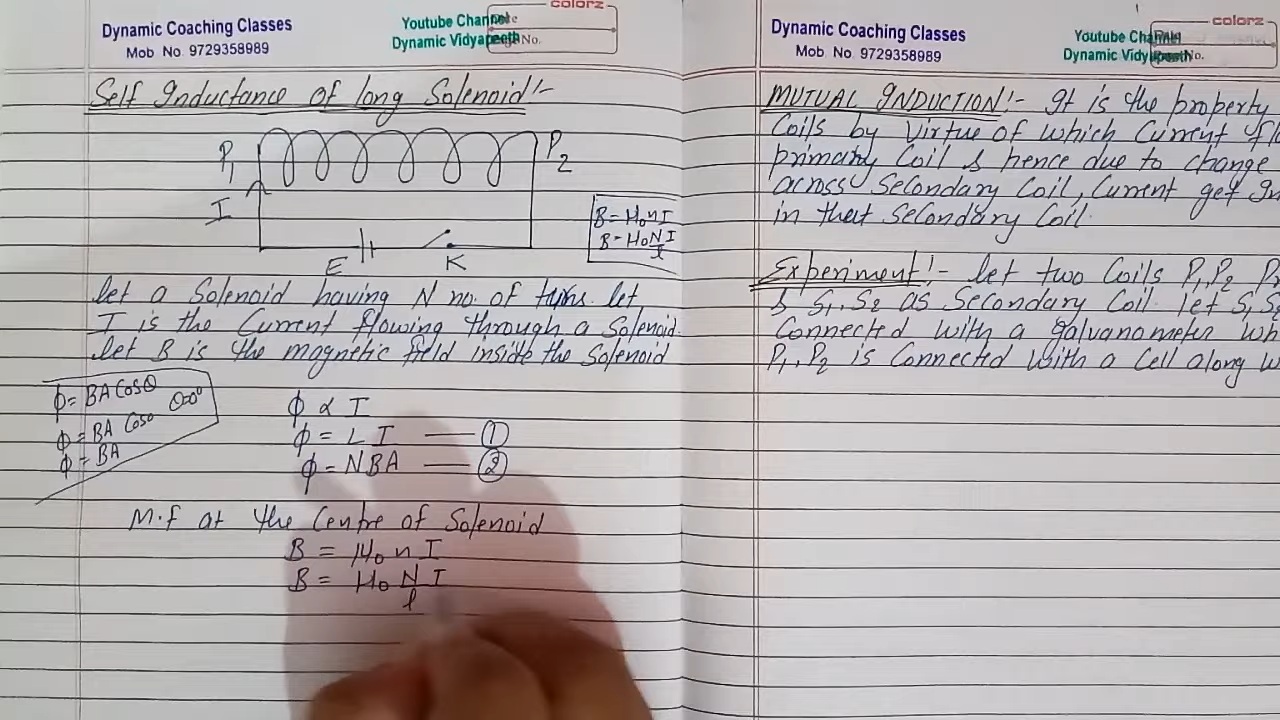 Dynamic Coaching Classes
Mob No. 9729358989
Youtube Channel
Dynamic Vidyapeeth
colorz
No.
Self Inductance of long Solenoid:-
P1
P2
I
E
K
B = μ0nI
B = μ0 N/l I
let a Solenoid having N no. of turns. let
I is the Current flowing through a Solenoid.
let B is the magnetic field inside the Solenoid
ϕ = BA Cosθ
θ=0°
ϕ = BA Cos0°
ϕ = BA
ϕ ∝ I
ϕ = LI —— ①
ϕ = NBA —— ②
M.f at the Centre of Solenoid
B = μ0 n I
B = μ0 N/l I
Dynamic Coaching Classes
Mob No. 9729358989
Youtube Channel
Dynamic Vidyapeeth
colorz
No.
MUTUAL INDUCTION:- It is the property
Coils by Virtue of which Current
primary Coil & hence due to change
across Secondary Coil, Current get
in that Secondary Coil.
Experiment:- let two Coils P1, P2
& S1, S2 as Secondary Coil. let S1
Connected with a galvanometer
P1, P2 is Connected with a Cell along